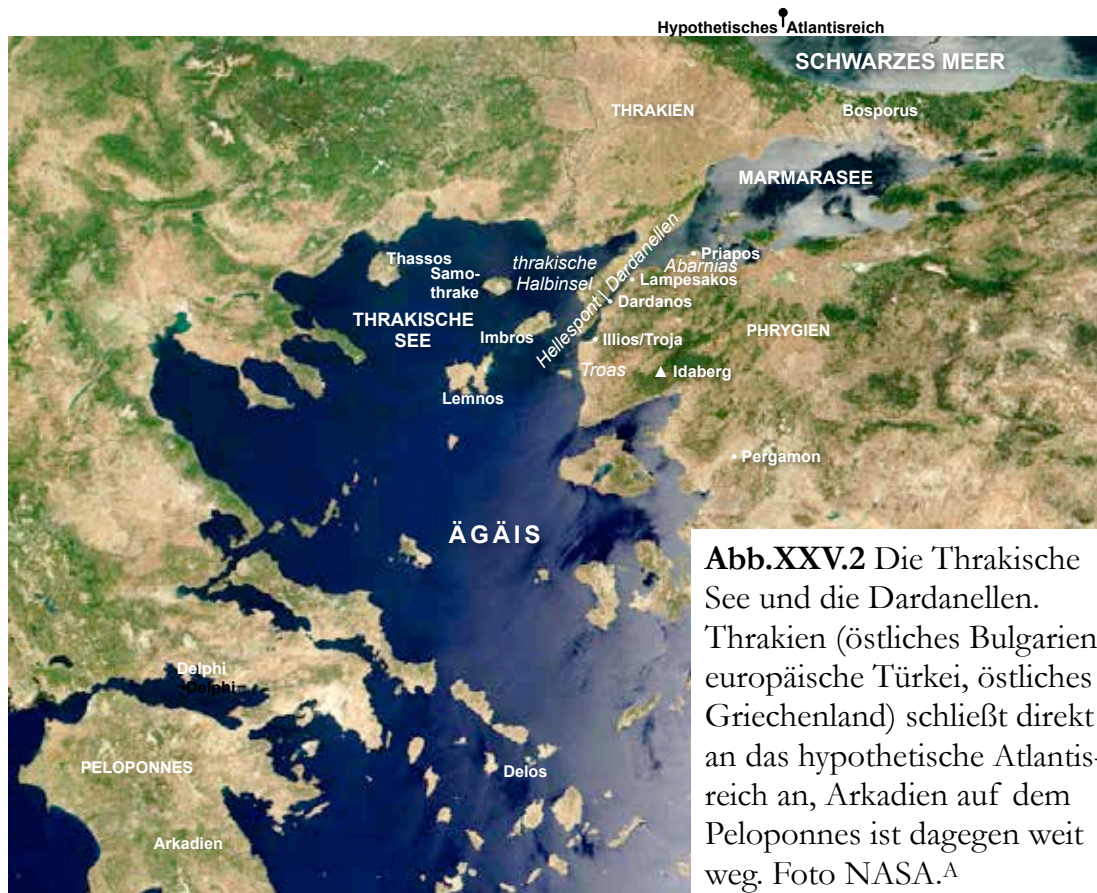 Hypothetisches Atlantisreich
SCHWARZES MEER
THRAKIEN
Bosporus
MARMARASEE
Thassos
Samo-
thrake
thrakische
Halbinsel
Hellespont | Dardanellen
Priapos
Abarnias
Lampesakos
Dardanos
THRAKISCHE
SEE
Imbros
Illios/Troja
PHRYGIEN
Troas
Idaberg
Lemnos
Pergamon
ÄGÄIS
Delphi
Delphi
PELOPONNES
Delos
Arkadien
Abb.XXV.2 Die Thrakische
See und die Dardanellen.
Thrakien (östliches Bulgarien
europäische Türkei, östliches
Griechenland) schließt direkt
an das hypothetische Atlantis-
reich an, Arkadien auf dem
Peloponnes ist dagegen weit
weg. Foto NASA.A